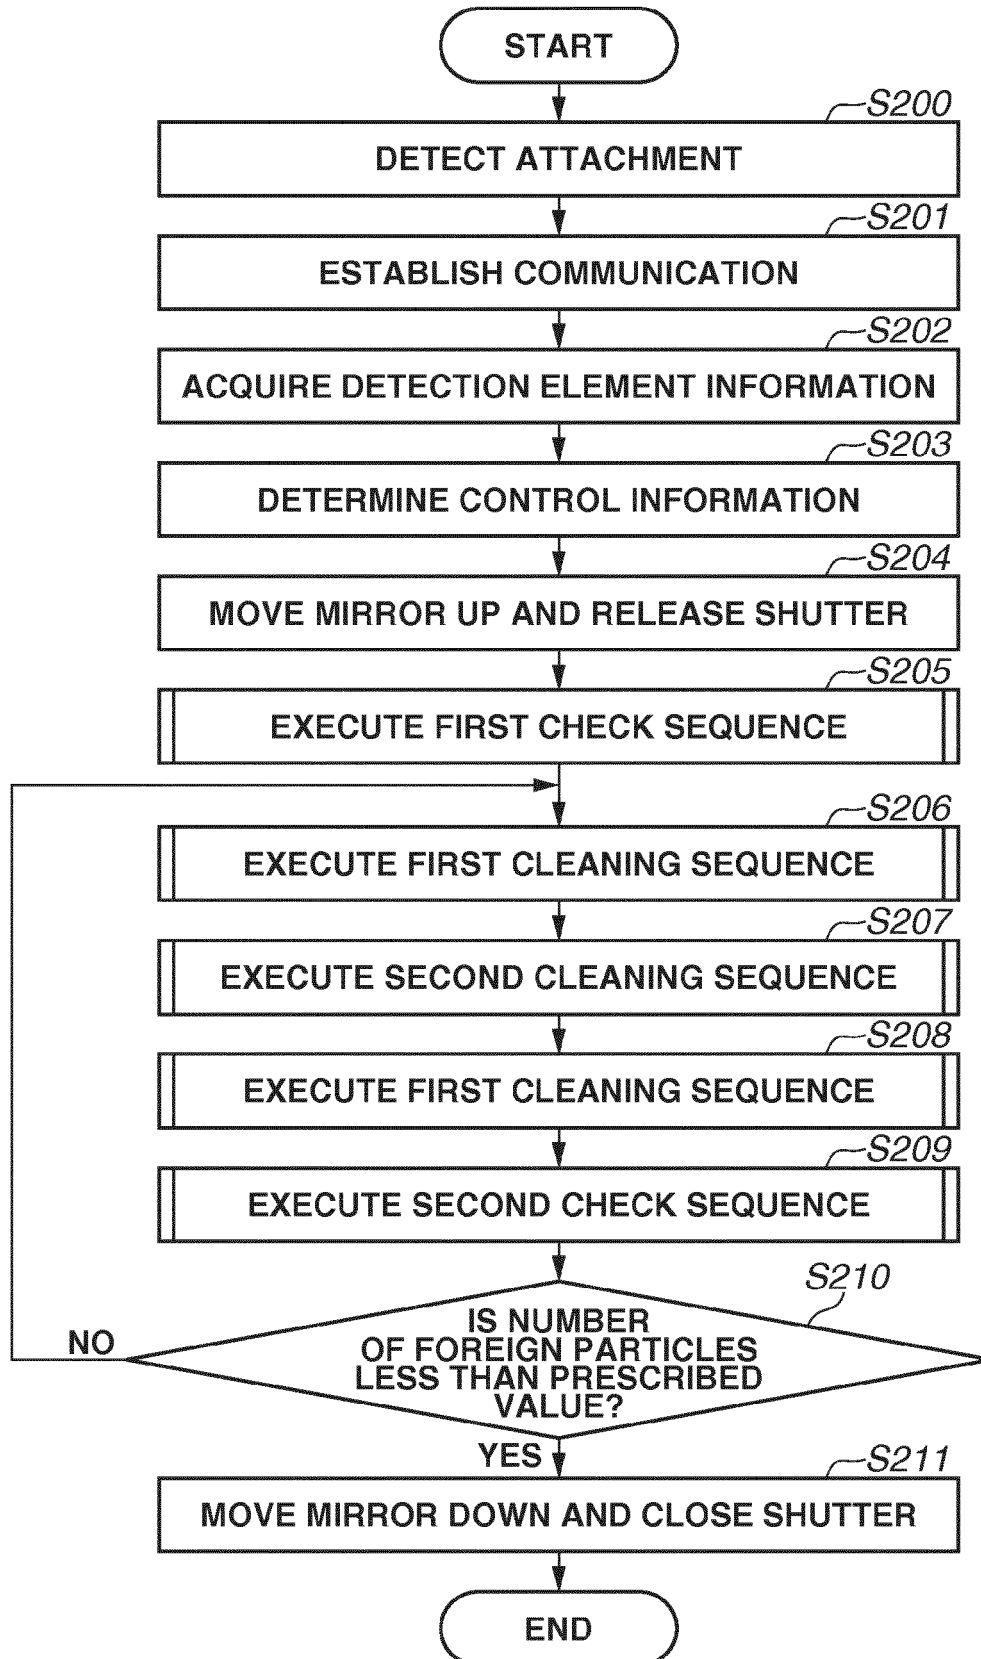 START
S200
DETECT ATTACHMENT
S201
ESTABLISH COMMUNICATION
S202
ACQUIRE DETECTION ELEMENT INFORMATION
S203
DETERMINE CONTROL INFORMATION
S204
MOVE MIRROR UP AND RELEASE SHUTTER
S205
EXECUTE FIRST CHECK SEQUENCE
S206
EXECUTE FIRST CLEANING SEQUENCE
S207
EXECUTE SECOND CLEANING SEQUENCE
S208
EXECUTE FIRST CLEANING SEQUENCE
S209
EXECUTE SECOND CHECK SEQUENCE
S210
IS NUMBER
OF FOREIGN PARTICLES
LESS THAN PRESCRIBED
VALUE?
NO
YES
S211
MOVE MIRROR DOWN AND CLOSE SHUTTER
END